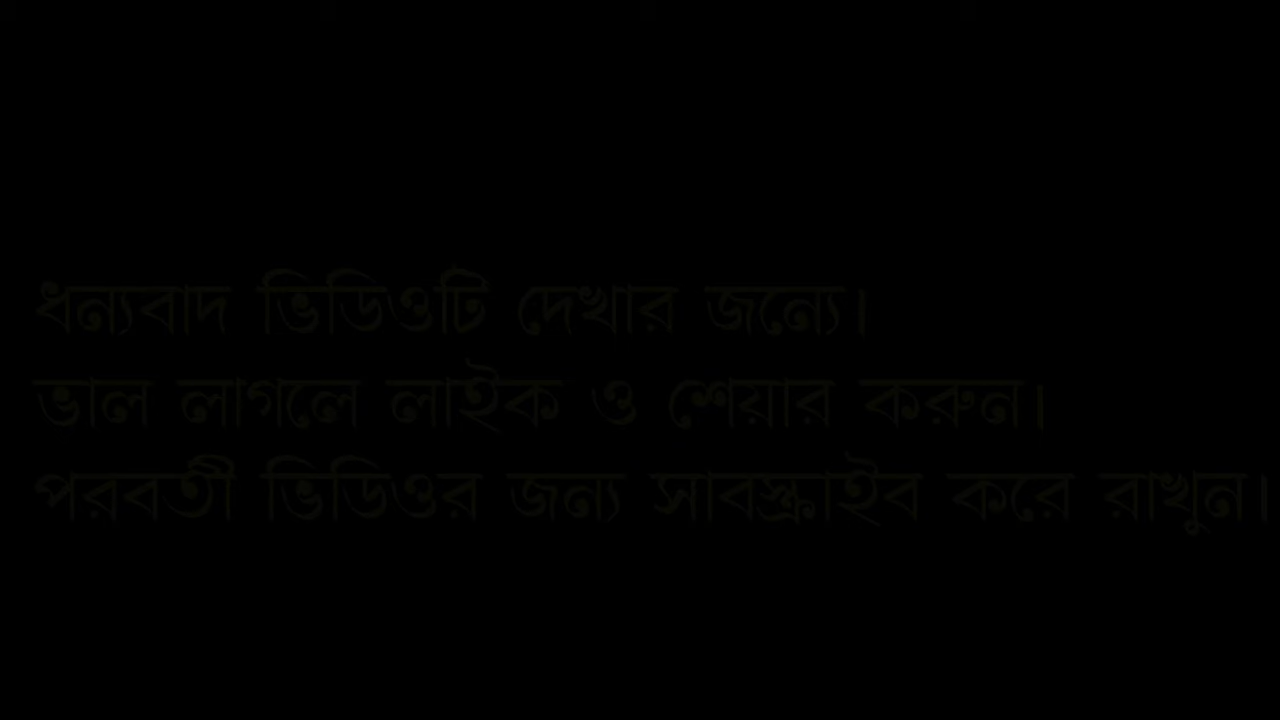 ধন্যবাদ ভিডিওটি দেখার জন্যে।
ভাল লাগলে লাইক ও শেয়ার করুন।
পরবর্তী ভিডিওর জন্য সাবস্ক্রাইব করে রাখুন।